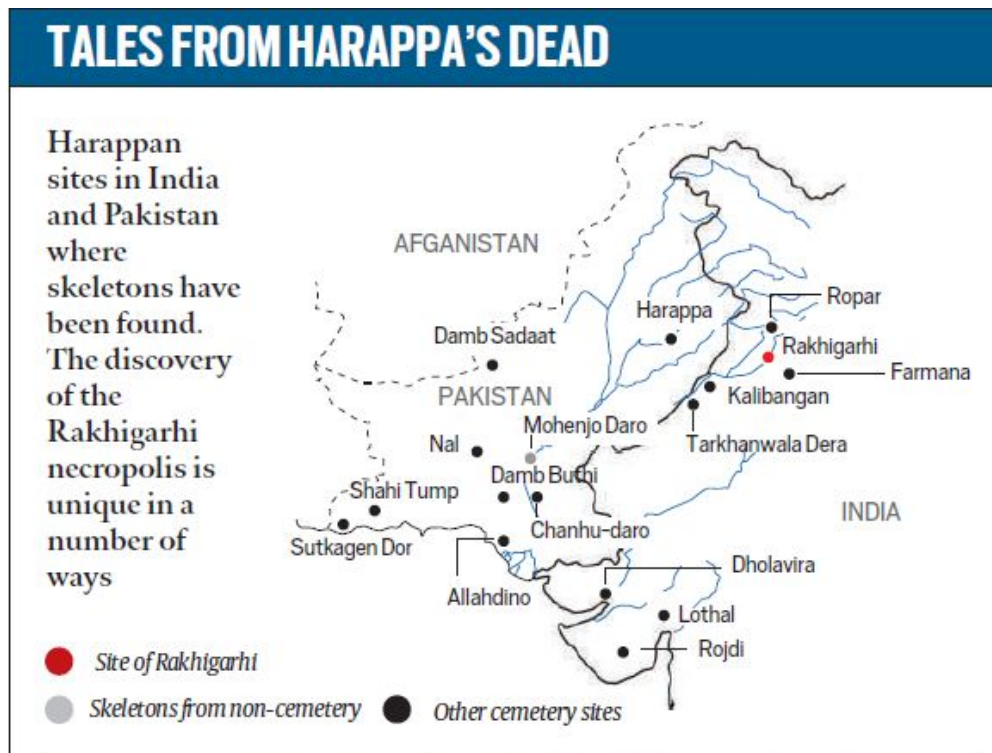 TALES FROM HARAPPA'S DEAD
Harappan
sites in India
and Pakistan
where
skeletons have
been found.
The discovery
of the
Rakhigarhi
necropolis is
unique in a
number of
ways
AFGANISTAN
Harappa
Ropar
Damb Sadaat
Rakhigarhi
Farmana
PAKISTAN
Kalibangan
Mohenjo Daro
Tarkhanwala Dera
Nal
Damb Buthi
Shahi Tump
INDIA
Chanhu-daro
Sutkagen Dor
Dholavira
Allahdino
Lothal
Rojdi
Site of Rakhigarhi
Skeletons from non-cemetery
Other cemetery sites